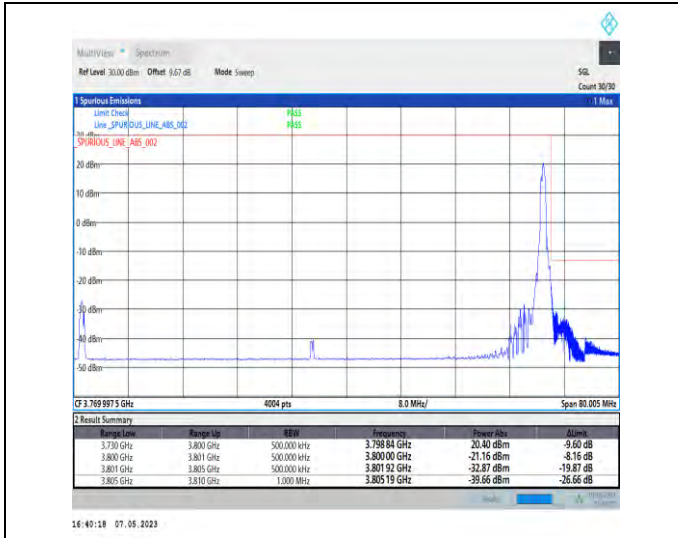 MultiView Spectrum
Ref Level 30.00 dBm Offset 9.67 dB Mode Sweep SGL
Count 30/30
1 Spurious Emissions 1 Max
Limit Check PASS
Line _SPURIOUS_LINE_ABS_002 PASS
_SPURIOUS_LINE_ABS_002
20 dBm
10 dBm
0 dBm
-10 dBm
-20 dBm
-30 dBm
-40 dBm
-50 dBm
CF 3.769 997 5 GHz 4004 pts 8.0 MHz/ Span 80.005 MHz
2 Result Summary
Range Low Range Up RBW Frequency Power Abs ΔLimit
3.730 GHz 3.800 GHz 500.000 kHz 3.798 84 GHz 20.40 dBm -9.60 dB
3.800 GHz 3.801 GHz 500.000 kHz 3.800 00 GHz -21.16 dBm -8.16 dB
3.801 GHz 3.805 GHz 500.000 kHz 3.801 92 GHz -32.87 dBm -19.87 dB
3.805 GHz 3.810 GHz 1.000 MHz 3.805 19 GHz -39.66 dBm -26.66 dB
16:40:18 07.05.2023